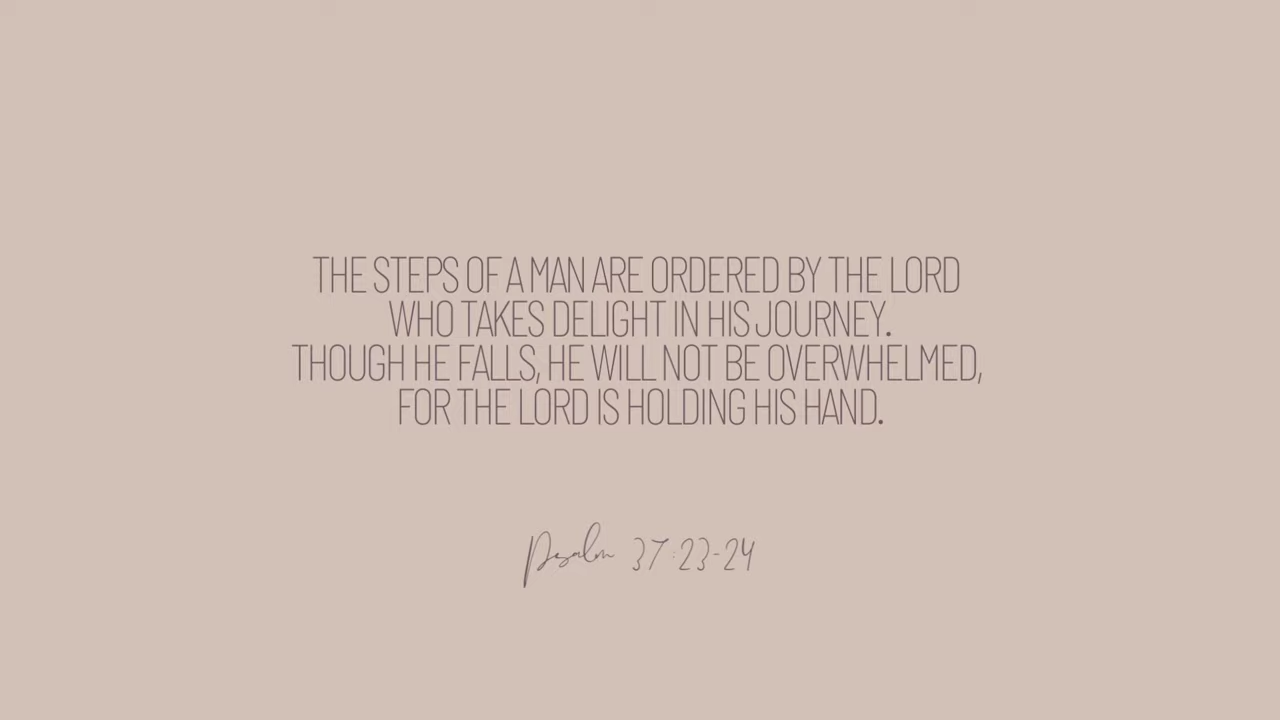 THE STEPS OF A MAN ARE ORDERED BY THE LORD
WHO TAKES DELIGHT IN HIS JOURNEY.
THOUGH HE FALLS, HE WILL NOT BE OVERWHELMED,
FOR THE LORD IS HOLDING HIS HAND.
Psalm 37:23-24